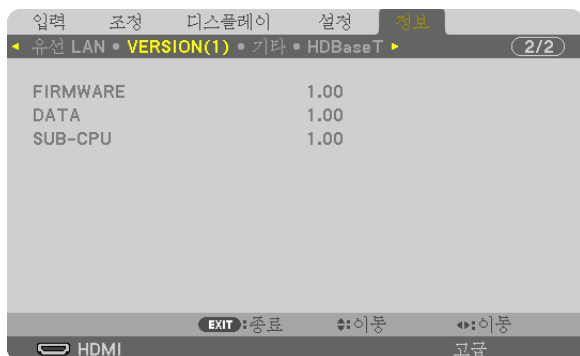 입력 조정 디스플레이 설정 정보
◄ 유선 LAN • VERSION(1) • 기타 • HDBaseT ► 2/2
FIRMWARE 1.00
DATA 1.00
SUB-CPU 1.00
EXIT :종료 :이동 :이동
HDMI 고급